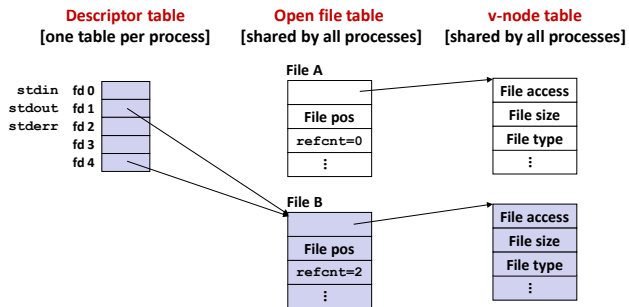 Descriptor table
[one table per process]
Open file table
[shared by all processes]
v-node table
[shared by all processes]
stdin fd 0
stdout fd 1
stderr fd 2
fd 3
fd 4
File A
File pos
refcnt=0
⋮
File access
File size
File type
⋮
File B
File pos
refcnt=2
⋮
File access
File size
File type
⋮